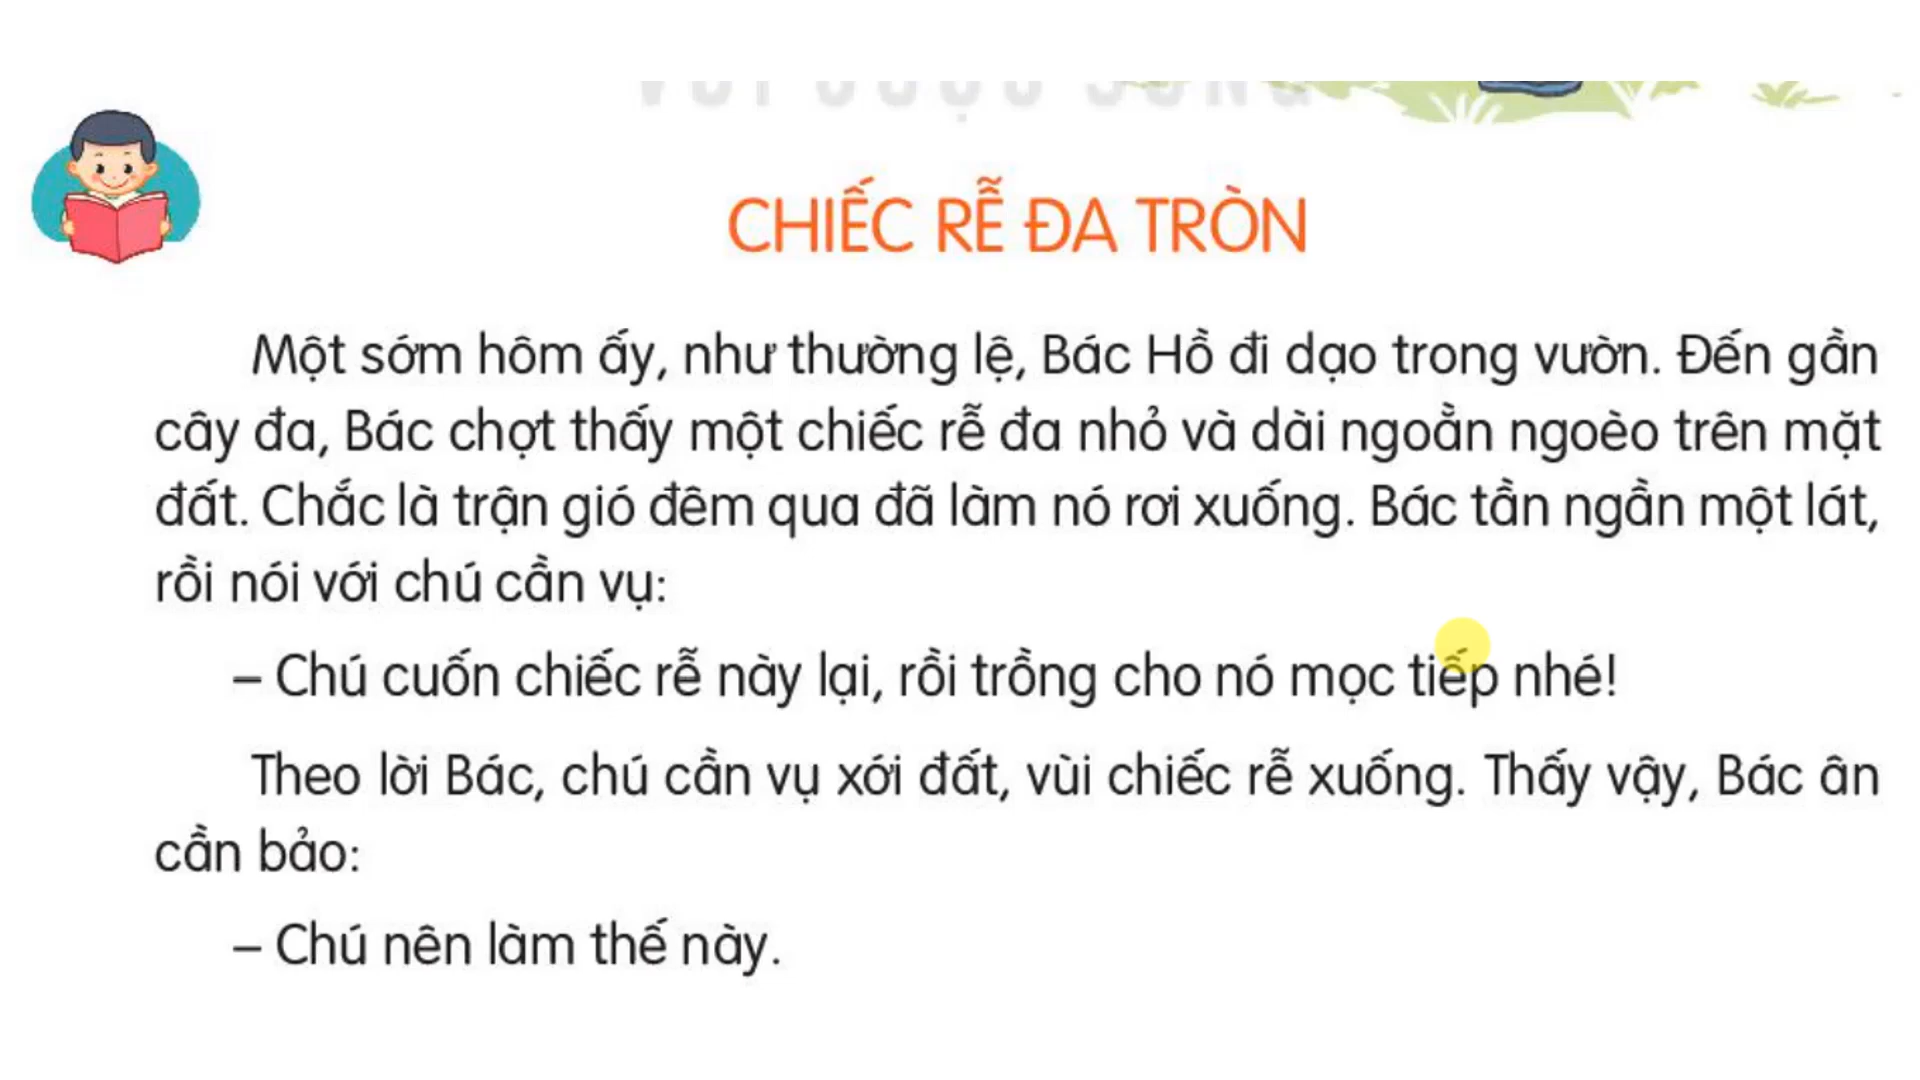 CHIẾC RỄ ĐA TRÒN
Một sớm hôm ấy, như thường lệ, Bác Hồ đi dạo trong vườn. Đến gần
cây đa, Bác chợt thấy một chiếc rễ đa nhỏ và dài ngoằn ngoèo trên mặt
đất. Chắc là trận gió đêm qua đã làm nó rơi xuống. Bác tần ngần một lát,
rồi nói với chú cần vụ:
– Chú cuốn chiếc rễ này lại, rồi trồng cho nó mọc tiếp nhé!
Theo lời Bác, chú cần vụ xới đất, vùi chiếc rễ xuống. Thấy vậy, Bác ân
cần bảo:
– Chú nên làm thế này.